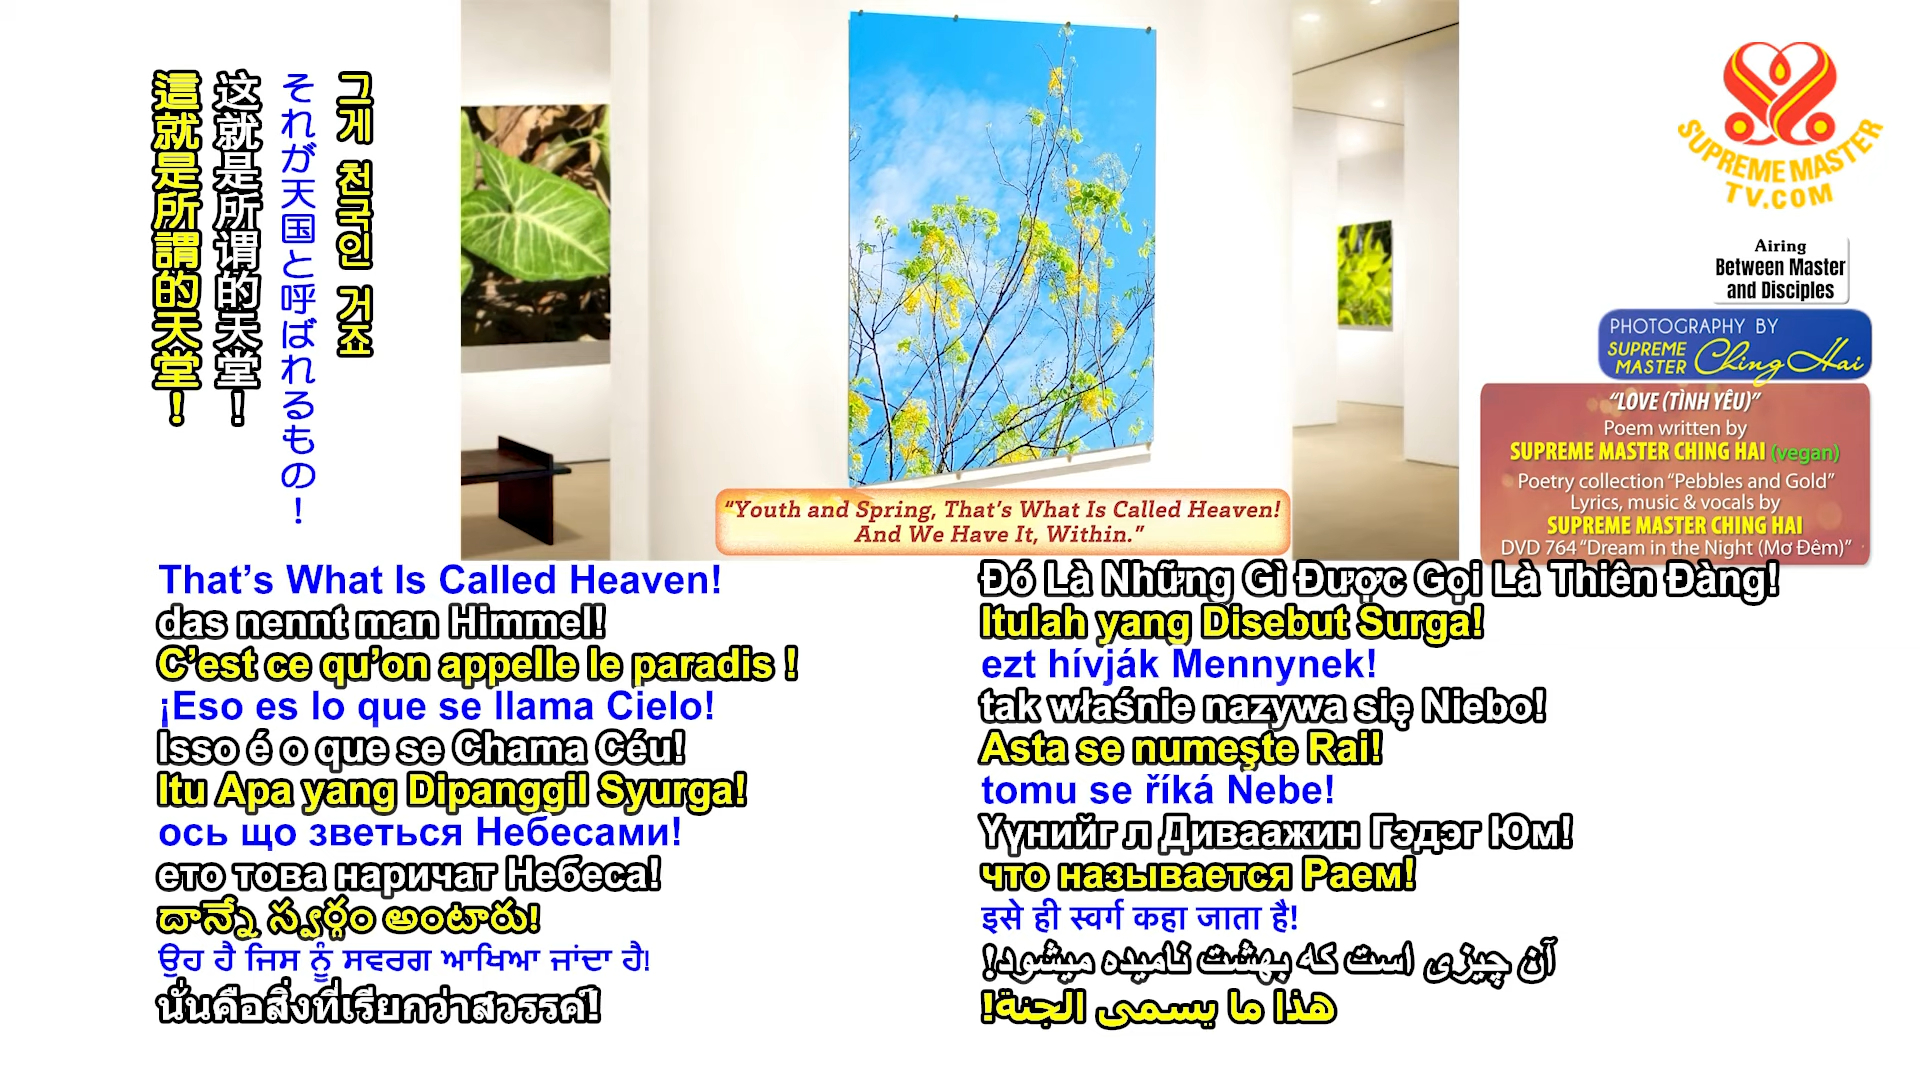 這就是所謂的天堂！
这就是所谓的天堂！
それが天国と呼ばれるもの！
그게 천국인 거죠
SUPREME MASTER
TV.COM
Airing
Between Master
and Disciples
PHOTOGRAPHY BY
SUPREME
MASTER Ching Hai
“LOVE (TÌNH YÊU)”
Poem written by
SUPREME MASTER CHING HAI (vegan)
Poetry collection “Pebbles and Gold”
Lyrics, music & vocals by
SUPREME MASTER CHING HAI
DVD 764 “Dream in the Night (Mơ Đêm)”
“Youth and Spring, That’s What Is Called Heaven!
And We Have It, Within.”
That’s What Is Called Heaven!
das nennt man Himmel!
C’est ce qu’on appelle le paradis !
¡Eso es lo que se llama Cielo!
Isso é o que se Chama Céu!
Itu Apa yang Dipanggil Syurga!
ось що зветься Небесами!
ето това наричат Небеса!
దాన్నే స్వర్గం అంటారు!
ਉਹ ਹੈ ਜਿਸ ਨੂੰ ਸਵਰਗ ਆਖਿਆ ਜਾਂਦਾ ਹੈ!
นั่นคือสิ่งที่เรียกว่าสวรรค์!
Đó Là Những Gì Được Gọi Là Thiên Đàng!
Itulah yang Disebut Surga!
ezt hívják Mennynek!
tak właśnie nazywa się Niebo!
Asta se numeşte Rai!
tomu se říká Nebe!
Үүнийг л Диваажин Гэдэг Юм!
что называется Раем!
इसे ही स्वर्ग कहा जाता है!
آن چیزی است که بهشت نامیده میشود!
هذا ما يسمى الجنة!